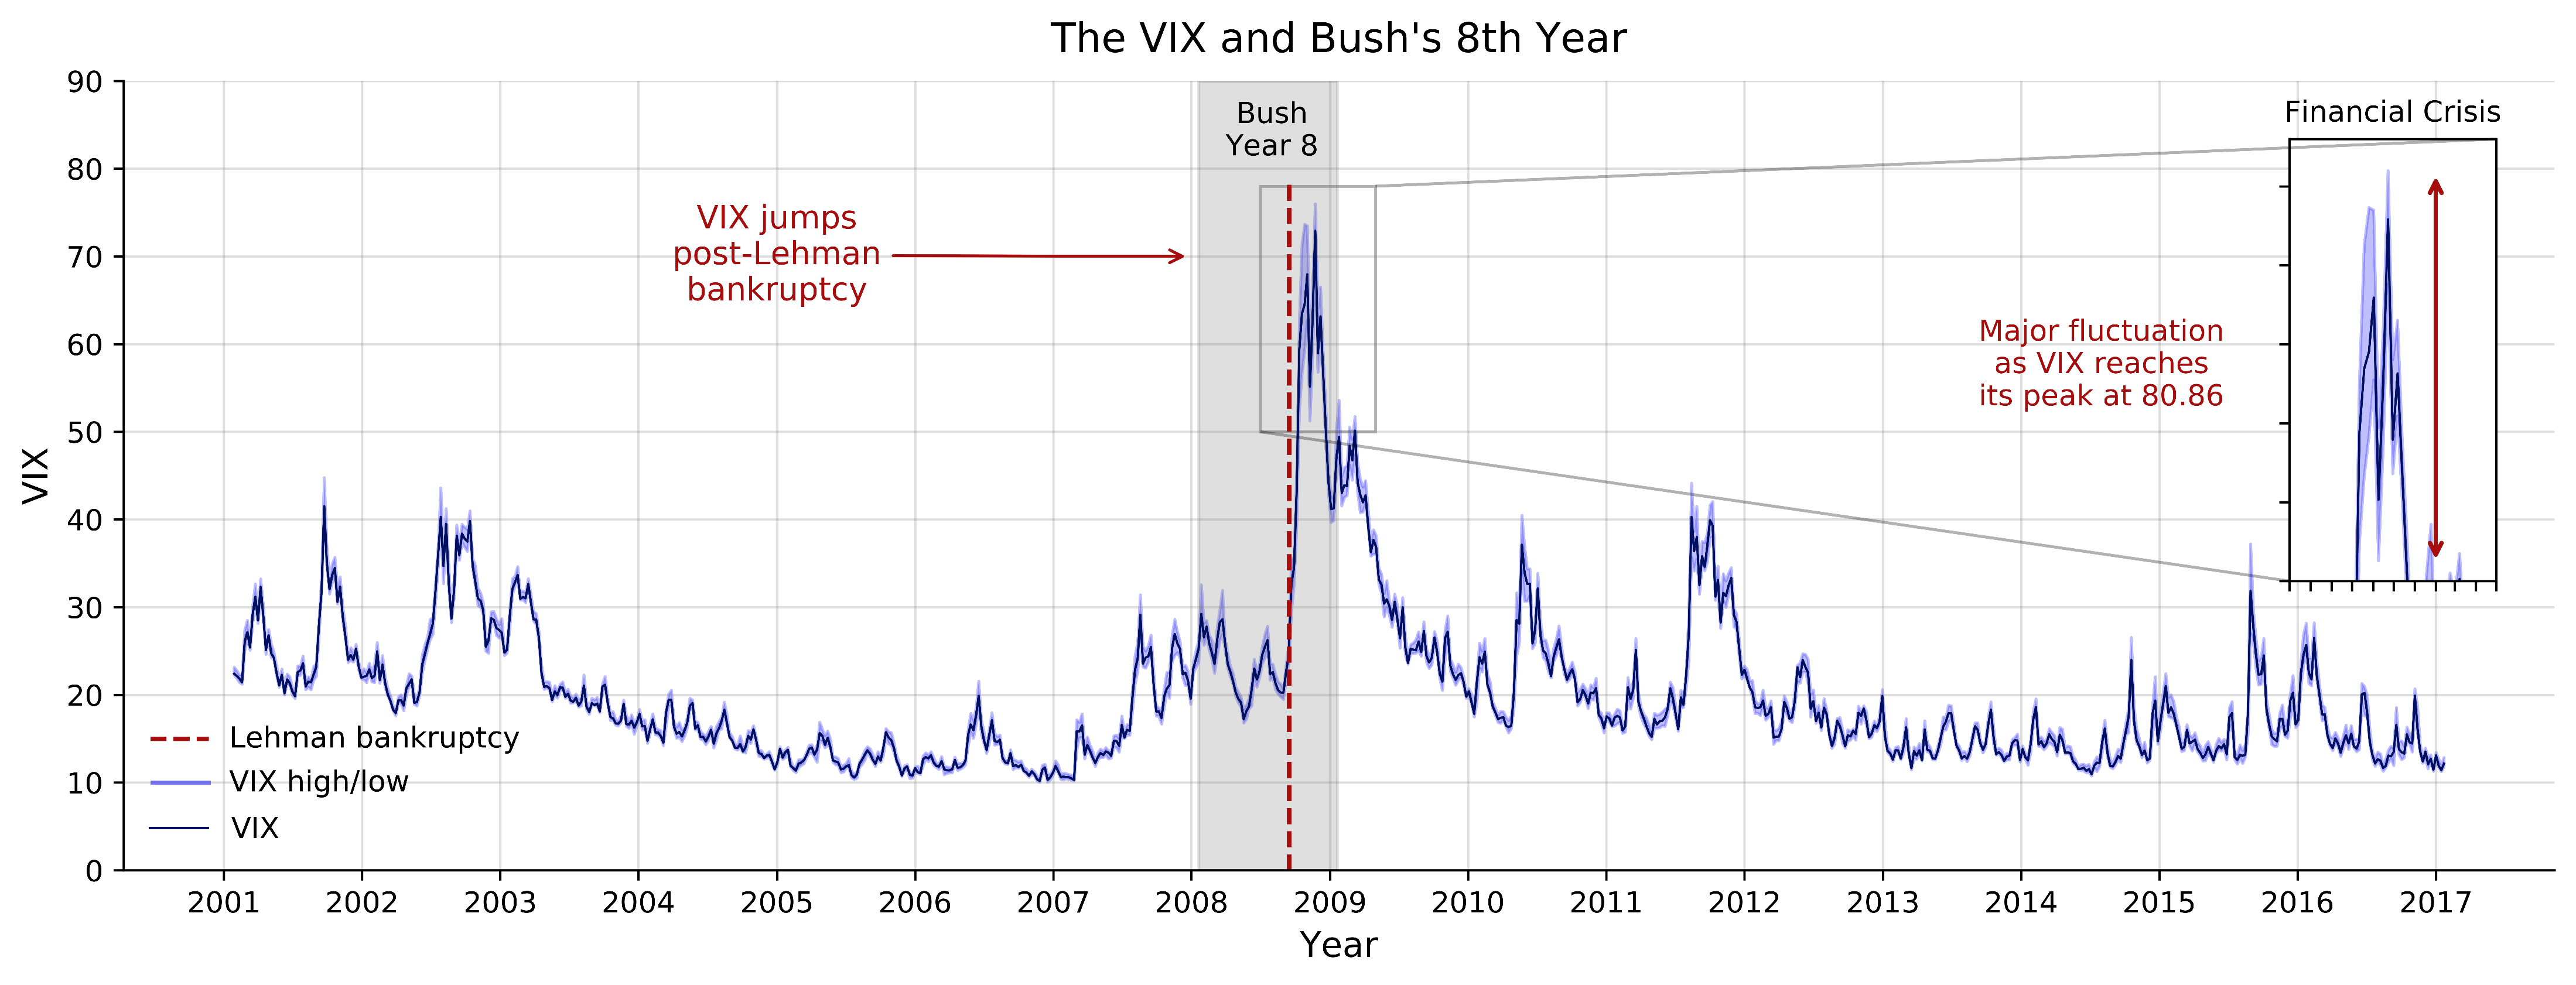 The VIX and Bush's 8th Year
90
80
70
60
50
40
30
20
10
0
VIX
Bush
Year 8
VIX jumps
post-Lehman
bankruptcy
Financial Crisis
Major fluctuation
as VIX reaches
its peak at 80.86
Lehman bankruptcy
VIX high/low
VIX
2001 2002 2003 2004 2005 2006 2007 2008 2009 2010 2011 2012 2013 2014 2015 2016 2017
Year